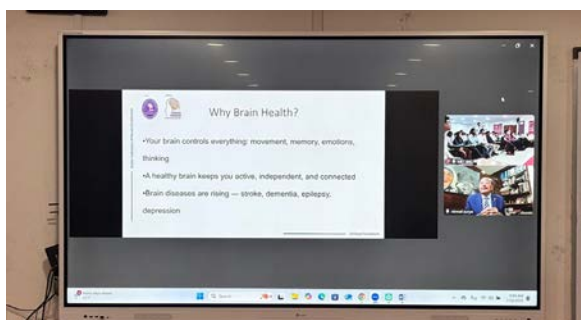 Why Brain Health?
•Your brain controls everything: movement, memory, emotions,
thinking
•A healthy brain keeps you active, independent, and connected
•Brain diseases are rising — stroke, dementia, epilepsy,
depression
Search